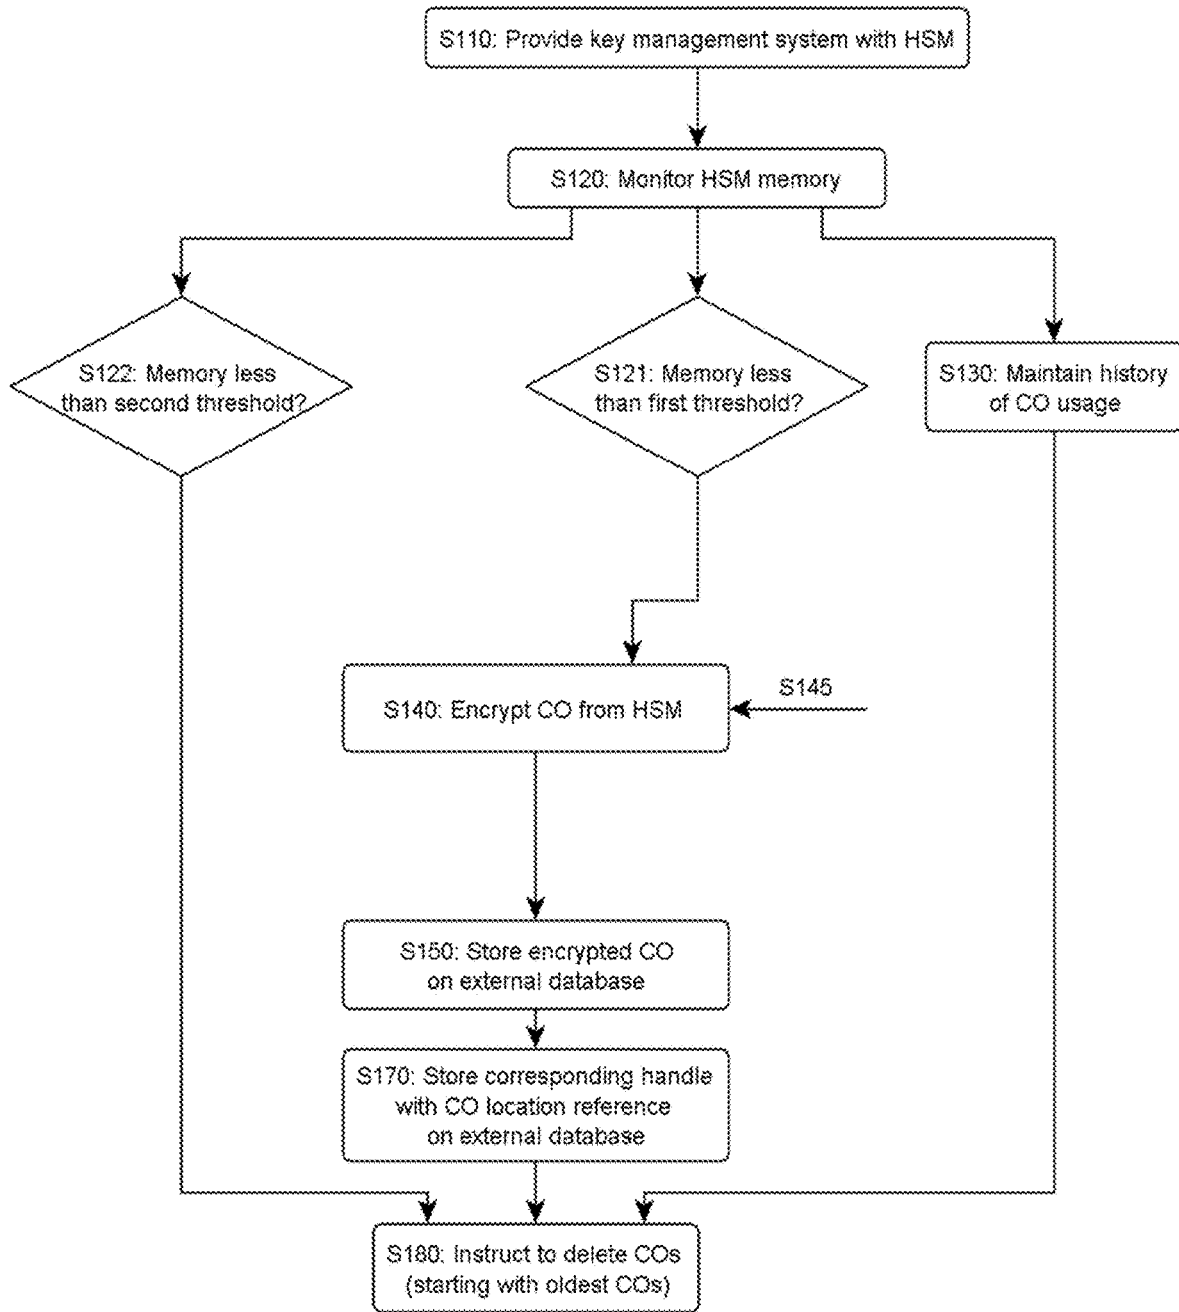 S110: Provide key management system with HSM
S120: Monitor HSM memory
S122: Memory less
than second threshold?
S121: Memory less
than first threshold?
S130: Maintain history
of CO usage
S140: Encrypt CO from HSM
S145
S150: Store encrypted CO
on external database
S170: Store corresponding handle
with CO location reference
on external database
S180: Instruct to delete COs
(starting with oldest COs)